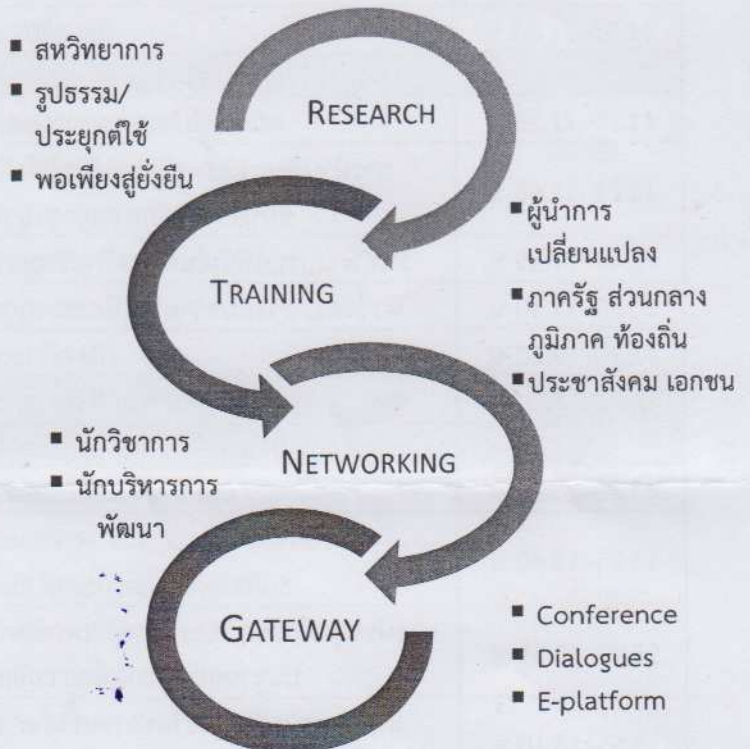 ■ สหวิทยาการ
■ รูปธรรม/
ประยุกต์ใช้
■ พอเพียงสู่ยั่งยืน
RESEARCH
■ ผู้นำการ
เปลี่ยนแปลง
■ ภาครัฐ ส่วนกลาง
ภูมิภาค ท้องถิ่น
■ ประชาสังคม เอกชน
TRAINING
■ นักวิชาการ
■ นักบริหารการ
พัฒนา
NETWORKING
GATEWAY
■ Conference
■ Dialogues
■ E-platform